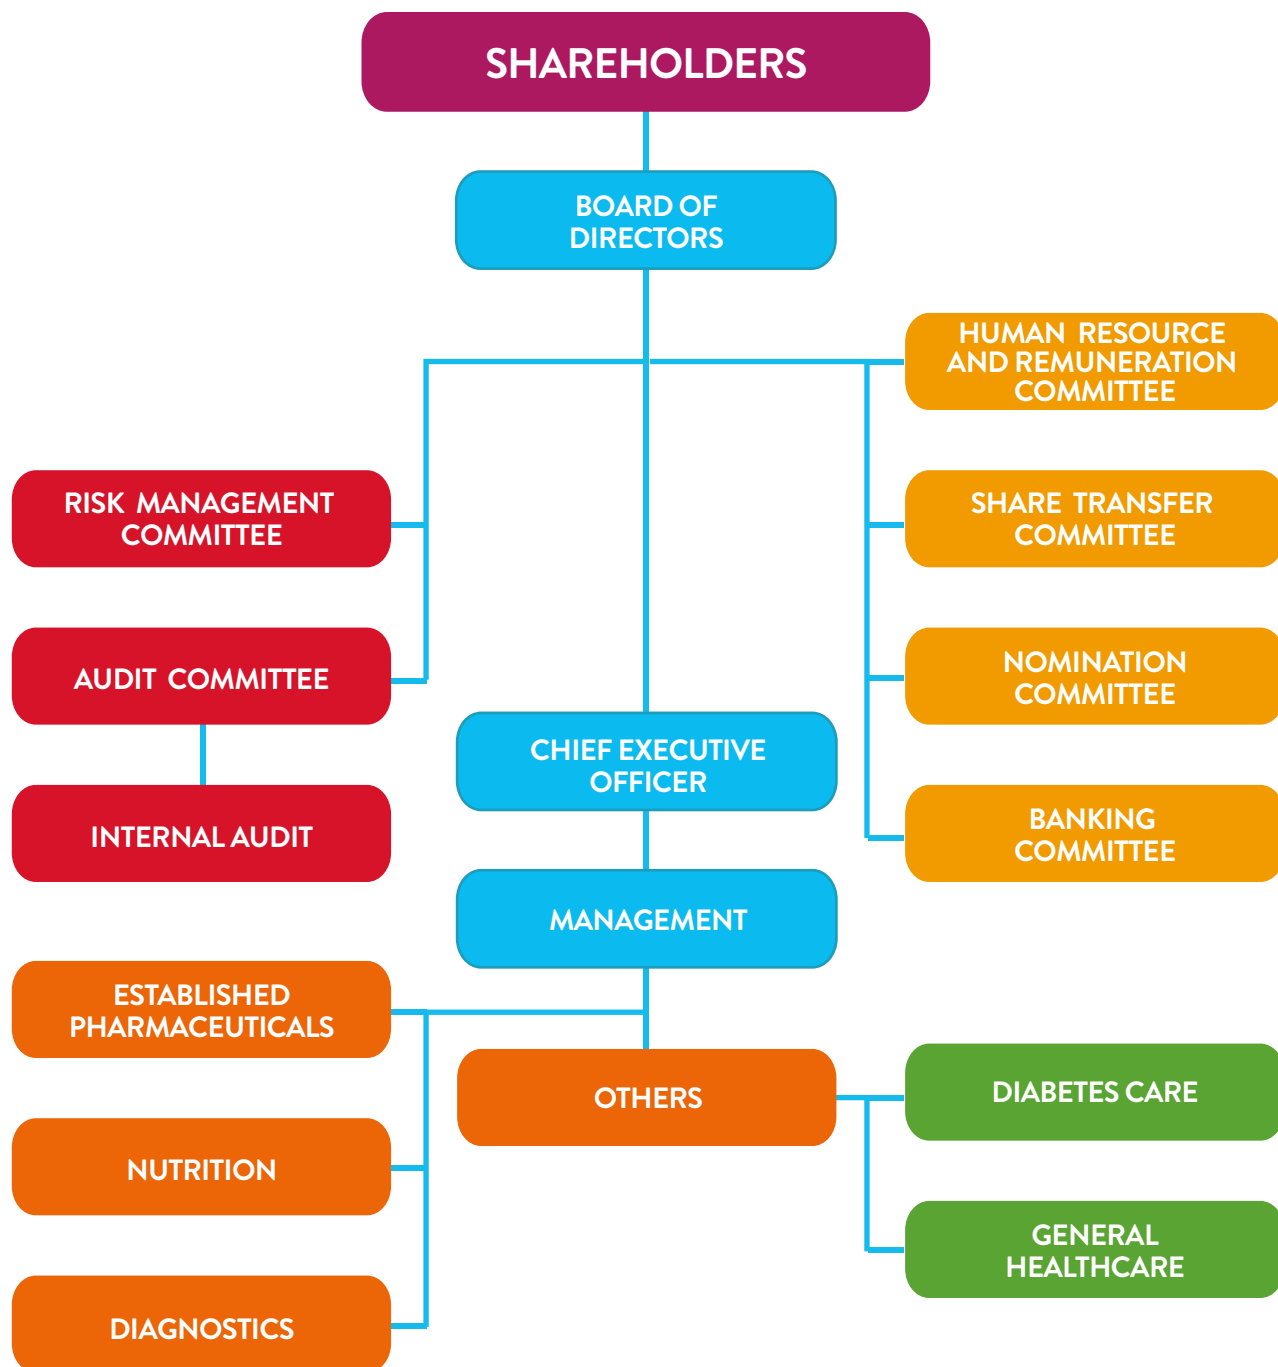 SHAREHOLDERS
BOARD OF
DIRECTORS
HUMAN RESOURCE
AND REMUNERATION
COMMITTEE
RISK MANAGEMENT
COMMITTEE
SHARE TRANSFER
COMMITTEE
AUDIT COMMITTEE
NOMINATION
COMMITTEE
CHIEF EXECUTIVE
OFFICER
INTERNAL AUDIT
BANKING
COMMITTEE
MANAGEMENT
ESTABLISHED
PHARMACEUTICALS
OTHERS
DIABETES CARE
NUTRITION
GENERAL
HEALTHCARE
DIAGNOSTICS